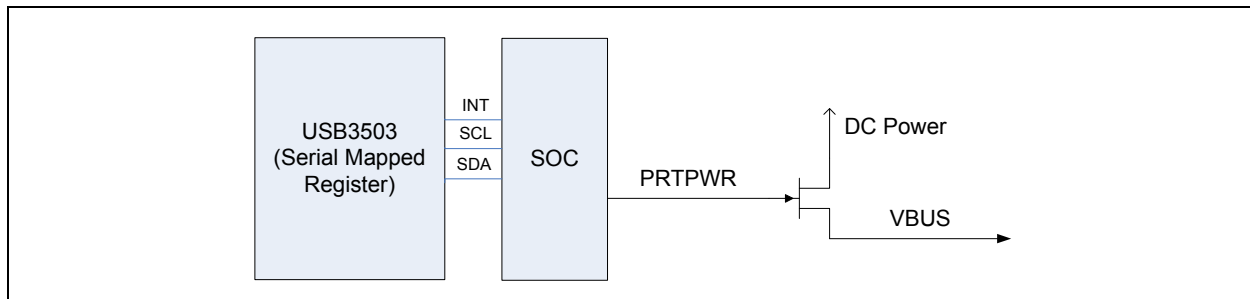 USB3503
(Serial Mapped
Register)
INT
SCL
SDA
SOC
PRTPWR
DC Power
VBUS